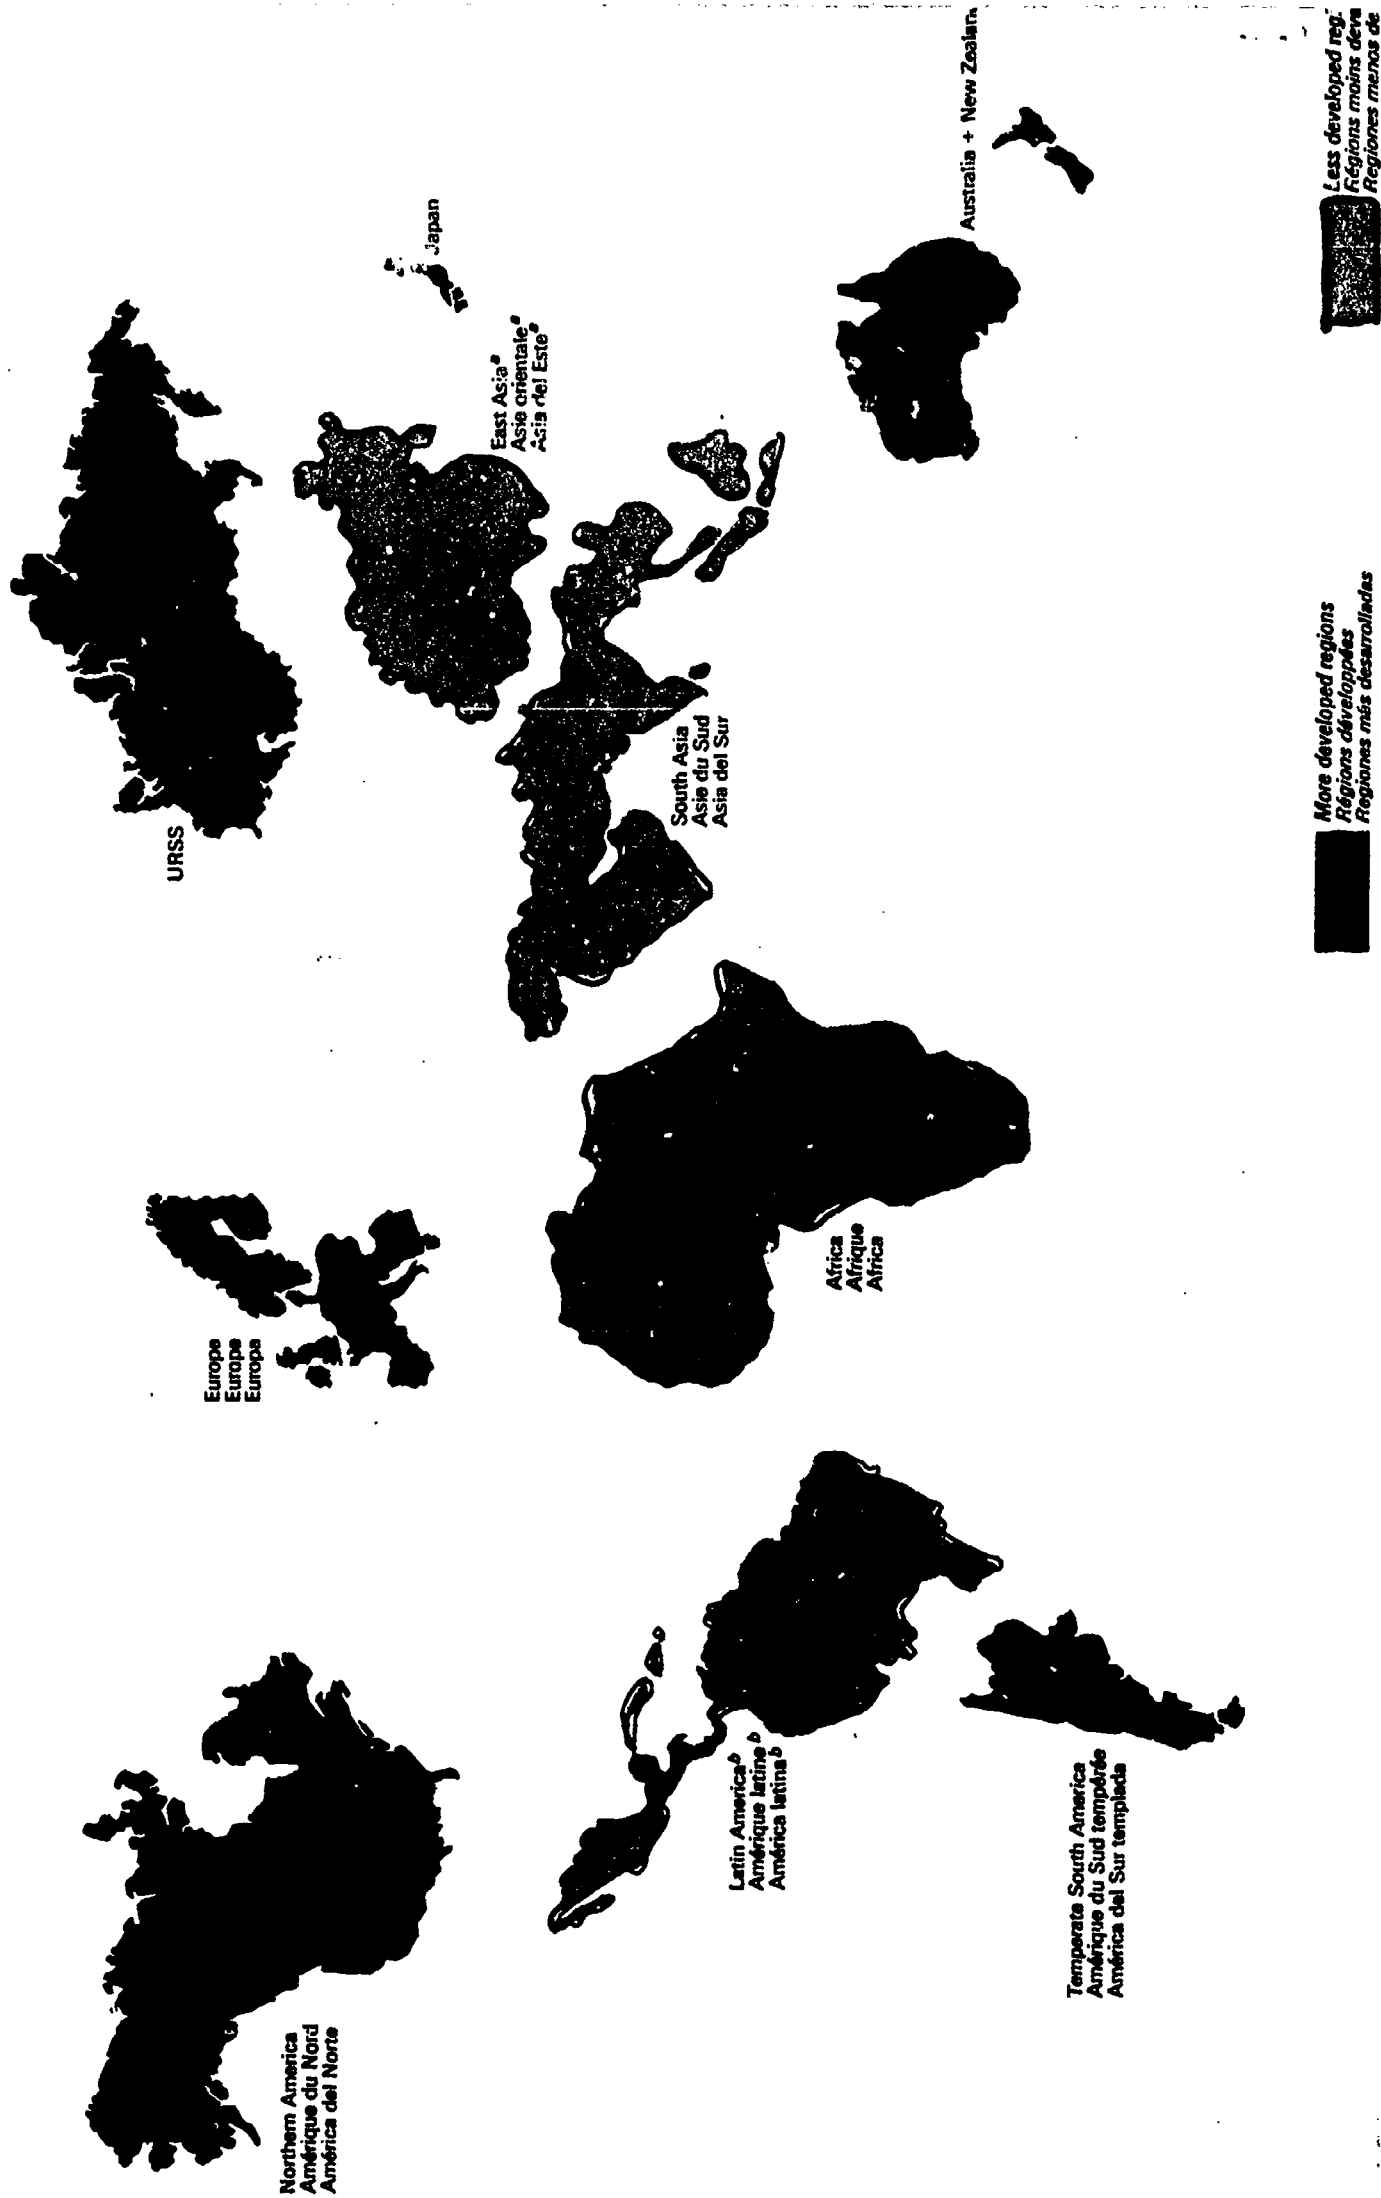 URSS
Europe
Europe
Europa
Northern America
Amérique du Nord
América del Norte
Japan
East Asia a
Asie orientale a
Asia del Este a
South Asia
Asie du Sud
Asia del Sur
Latin America b
Amérique latine b
América latina b
Africa
Afrique
Africa
Australia + New Zealan
Temperate South America
Amérique du Sud tempérée
América del Sur templada
More developed regions
Régions développées
Regiones más desarrolladas
Less developed reg
Régions moins deve
Regiones menos de